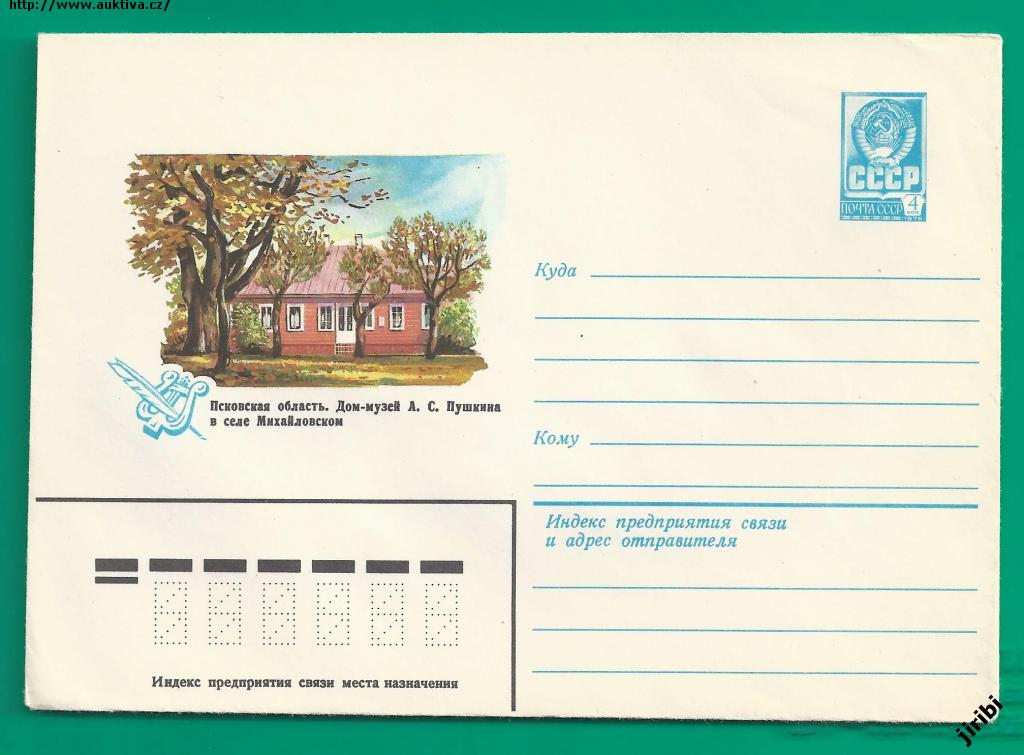 http://www.auktiva.cz/
СССР
ПОЧТА СССР
4
КОП
1976
Куда
Псковская область. Дом-музей А. С. Пушкина
в селе Михайловском
Кому
Индекс предприятия связи
и адрес отправителя
Индекс предприятия связи места назначения
jiribi